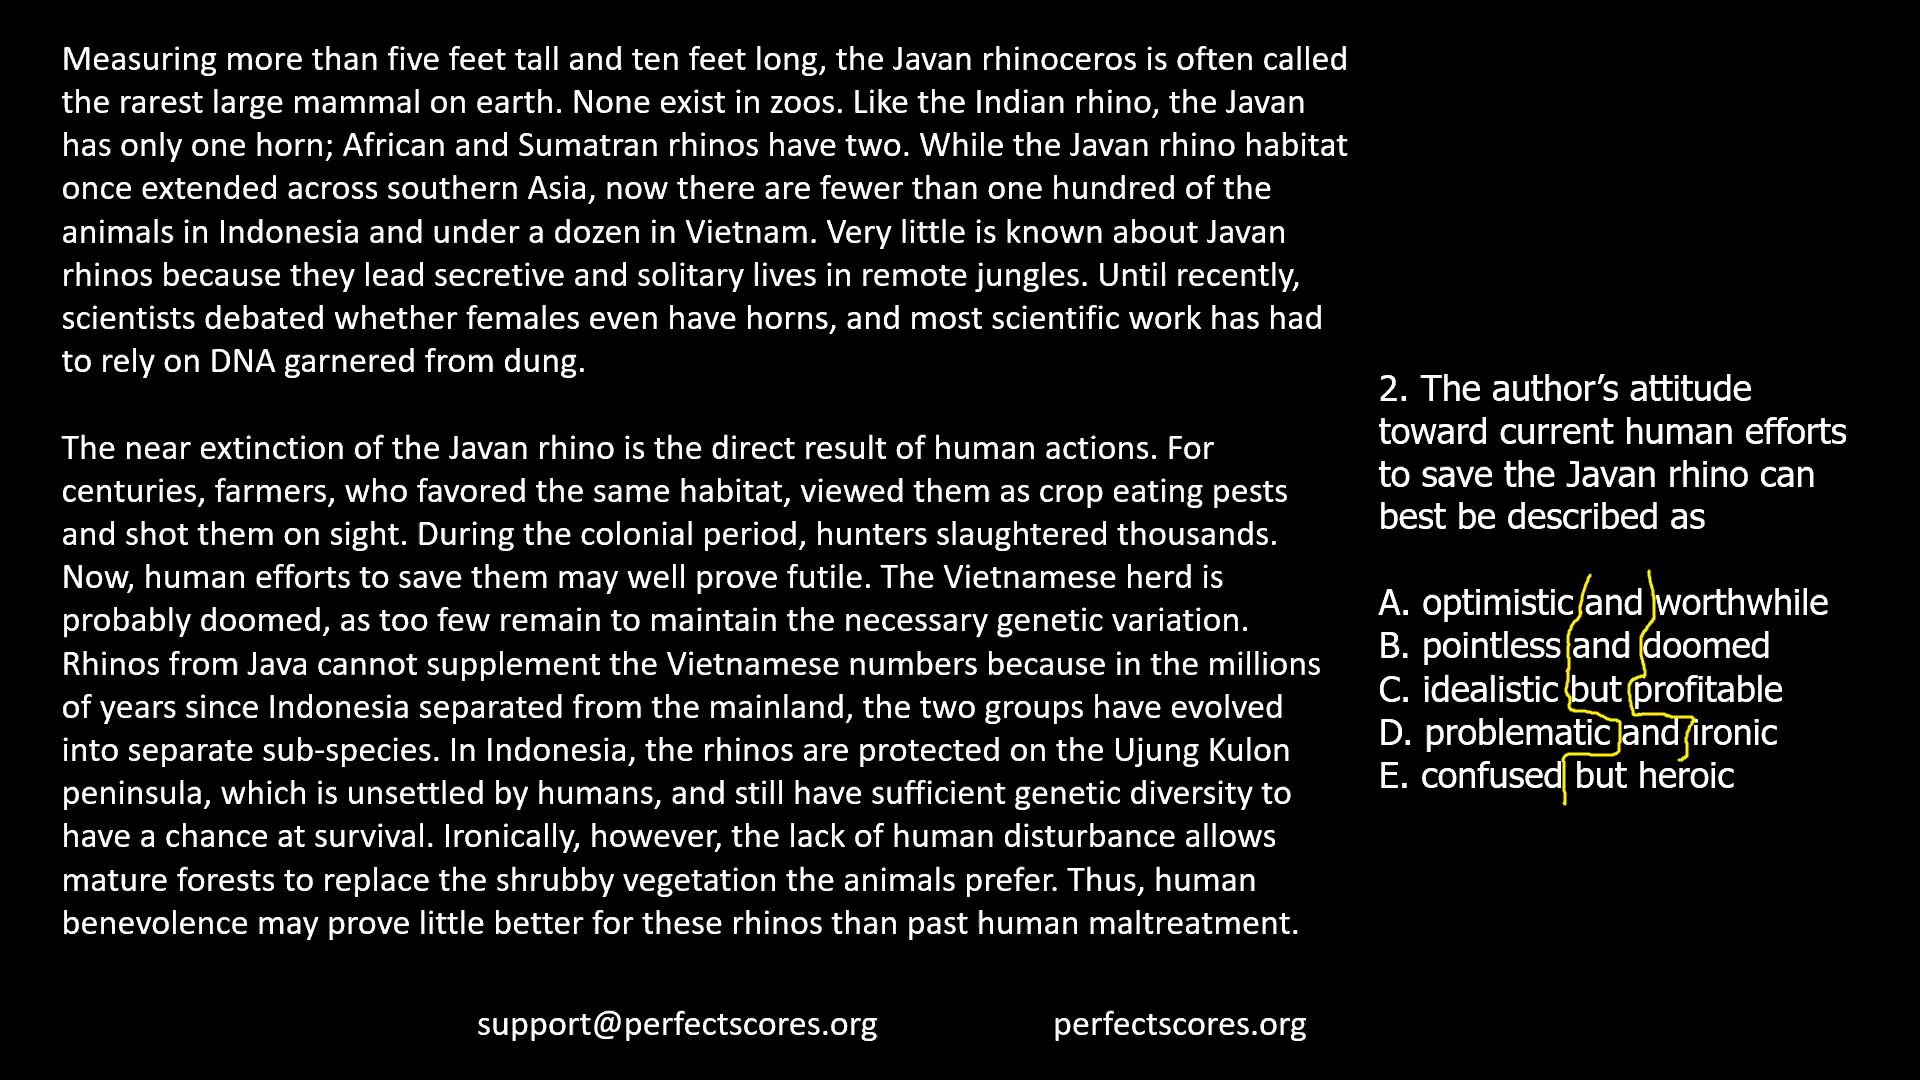 Measuring more than five feet tall and ten feet long, the Javan rhinoceros is often called
the rarest large mammal on earth. None exist in zoos. Like the Indian rhino, the Javan
has only one horn; African and Sumatran rhinos have two. While the Javan rhino habitat
once extended across southern Asia, now there are fewer than one hundred of the
animals in Indonesia and under a dozen in Vietnam. Very little is known about Javan
rhinos because they lead secretive and solitary lives in remote jungles. Until recently,
scientists debated whether females even have horns, and most scientific work has had
to rely on DNA garnered from dung.
The near extinction of the Javan rhino is the direct result of human actions. For
centuries, farmers, who favored the same habitat, viewed them as crop eating pests
and shot them on sight. During the colonial period, hunters slaughtered thousands.
Now, human efforts to save them may well prove futile. The Vietnamese herd is
probably doomed, as too few remain to maintain the necessary genetic variation.
Rhinos from Java cannot supplement the Vietnamese numbers because in the millions
of years since Indonesia separated from the mainland, the two groups have evolved
into separate sub-species. In Indonesia, the rhinos are protected on the Ujung Kulon
peninsula, which is unsettled by humans, and still have sufficient genetic diversity to
have a chance at survival. Ironically, however, the lack of human disturbance allows
mature forests to replace the shrubby vegetation the animals prefer. Thus, human
benevolence may prove little better for these rhinos than past human maltreatment.
2. The author's attitude
toward current human efforts
to save the Javan rhino can
best be described as
A. optimistic and worthwhile
B. pointless and doomed
C. idealistic but profitable
D. problematic and ironic
E. confused but heroic
support@perfectscores.org
perfectscores.org